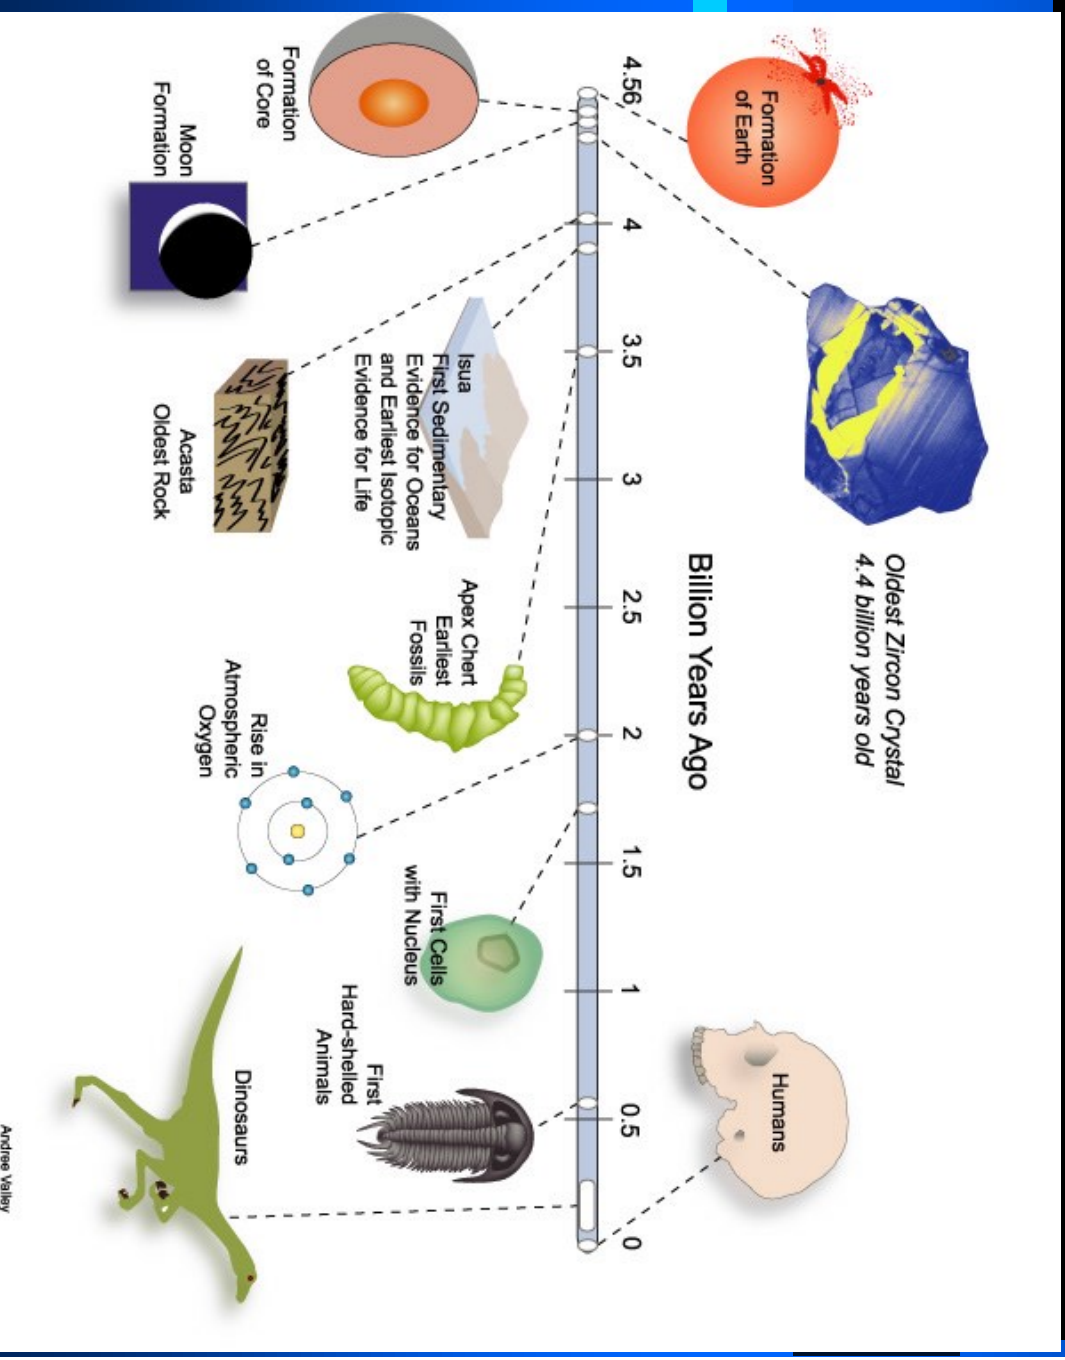 Formation
of Earth
Oldest Zircon Crystal
4.4 billion years old
Humans
Billion Years Ago
4.56
4
3.5
3
2.5
2
1.5
1
0.5
0
Formation
of Core
Moon
Formation
Acasta
Oldest Rock
Isua
First Sedimentary
Evidence for Oceans
and Earliest Isotopic
Evidence for Life
Apex Chert
Earliest
Fossils
Rise in
Atmospheric
Oxygen
First Cells
with Nucleus
First
Hard-shelled
Animals
Dinosaurs
Andree Valley